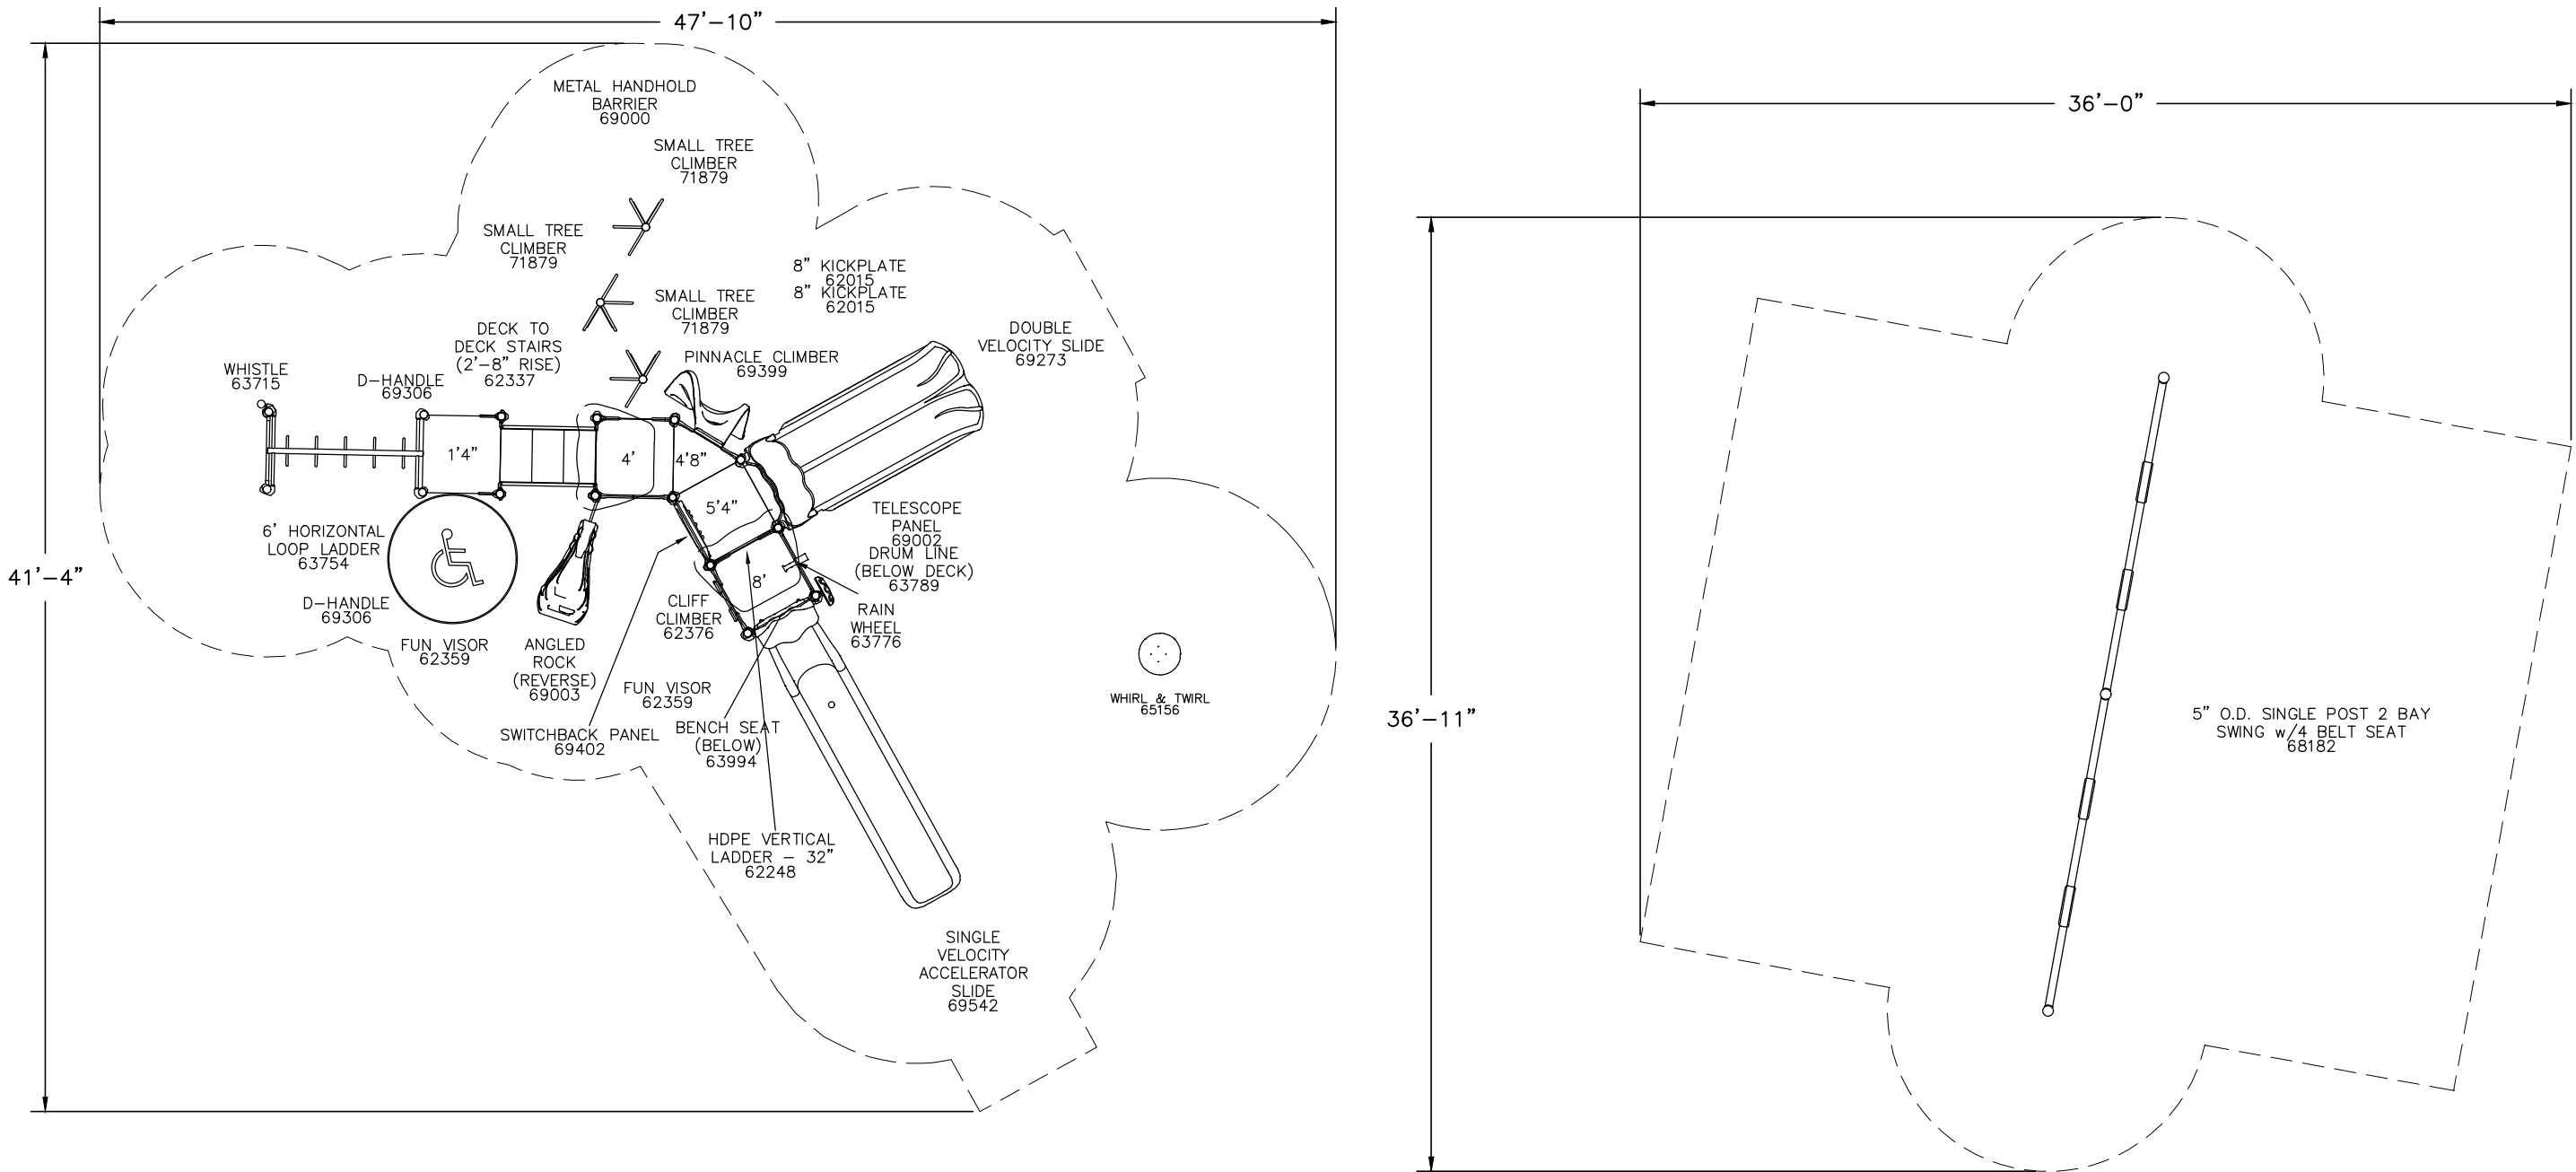 47'-10"
METAL HANDHOLD
BARRIER
69000
SMALL TREE
CLIMBER
71879
SMALL TREE
CLIMBER
71879
8" KICKPLATE
62015
8" KICKPLATE
62015
SMALL TREE
CLIMBER
71879
DECK TO
DECK STAIRS
(2'-8" RISE)
62337
DOUBLE
VELOCITY SLIDE
69273
PINNACLE CLIMBER
69399
WHISTLE
63715
D-HANDLE
69306
1'4"
4'
4'8"
5'4"
8'
TELESCOPE
PANEL
69002
DRUM LINE
(BELOW DECK)
63789
6' HORIZONTAL
LOOP LADDER
63754
41'-4"
D-HANDLE
69306
CLIFF
CLIMBER
62376
RAIN
WHEEL
63776
FUN VISOR
62359
ANGLED
ROCK
(REVERSE)
69003
FUN VISOR
62359
WHIRL & TWIRL
65156
SWITCHBACK PANEL
69402
BENCH SEAT
(BELOW)
63994
HDPE VERTICAL
LADDER - 32"
62248
SINGLE
VELOCITY
ACCELERATOR
SLIDE
69542
36'-0"
36'-11"
5" O.D. SINGLE POST 2 BAY
SWING w/4 BELT SEAT
68182